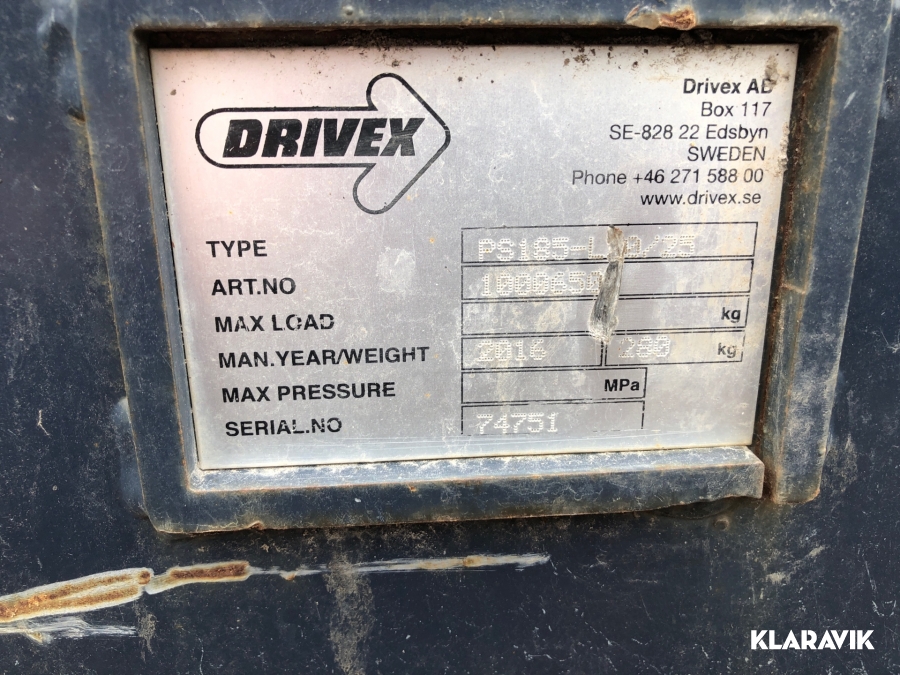 DRIVEX
Drivex AB
Box 117
SE-828 22 Edsbyn
SWEDEN
Phone +46 271 588 00
www.drivex.se
TYPE
ART.NO
MAX LOAD kg
MAN.YEAR/WEIGHT 2016 280 kg
MAX PRESSURE MPa
SERIAL.NO 74751
KLARAVIK